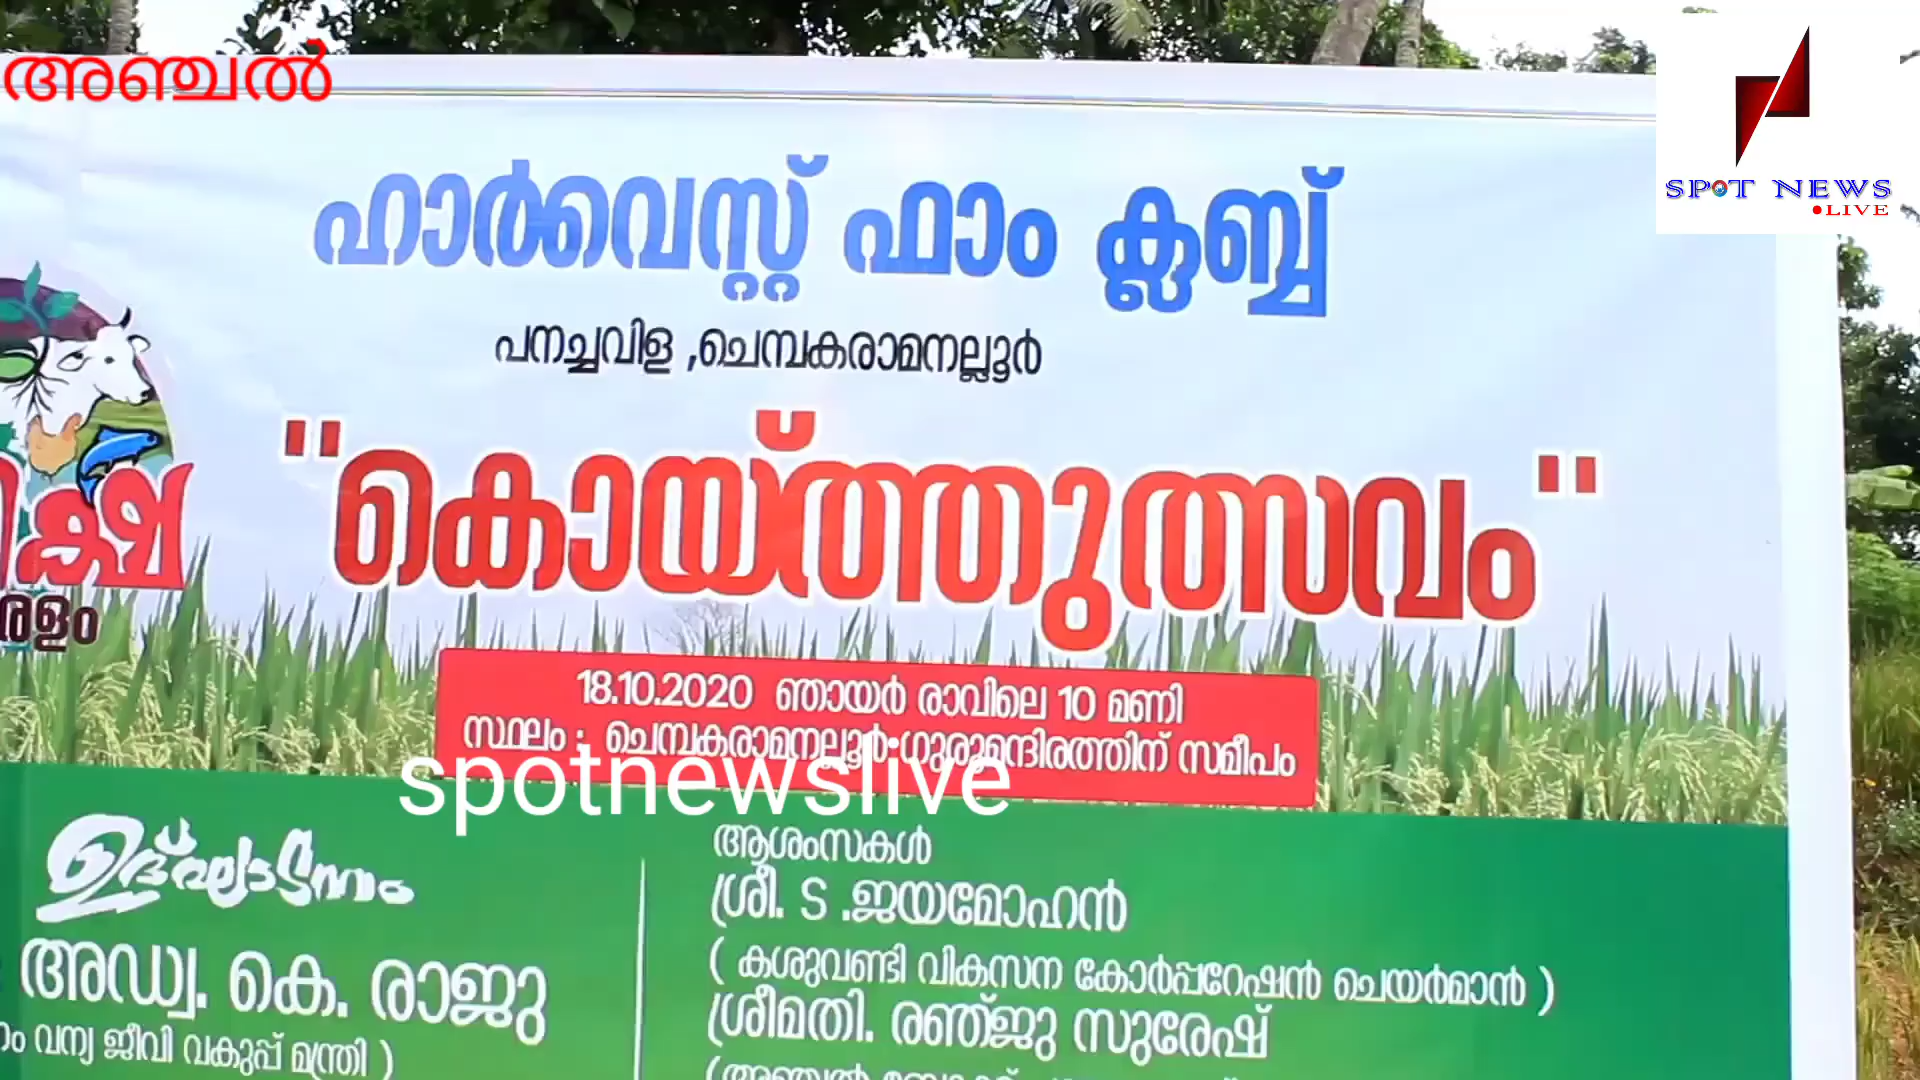 അഞ്ചൽ
SPOT NEWS
LIVE
ഹാർവെസ്റ്റ് ഫാം ക്ലബ്ബ്
പനച്ചവിള ,ചെമ്പകരാമനല്ലൂർ
"കൊയ്ത്തുത്സവം"
18.10.2020 ഞായർ രാവിലെ 10 മണി
സ്ഥലം : ചെമ്പകരാമനല്ലൂർ ഗുരുമന്ദിരത്തിന് സമീപം
spotnewslive
ഉദ്ഘാടനം
അഡ്വ. കെ. രാജു
വന്യ ജീവി വകുപ്പ് മന്ത്രി )
ആശംസകൾ
ശ്രീ. S .ജയമോഹൻ
( കശുവണ്ടി വികസന കോർപ്പറേഷൻ ചെയർമാൻ )
ശ്രീമതി. രഞ്ജു സുരേഷ്